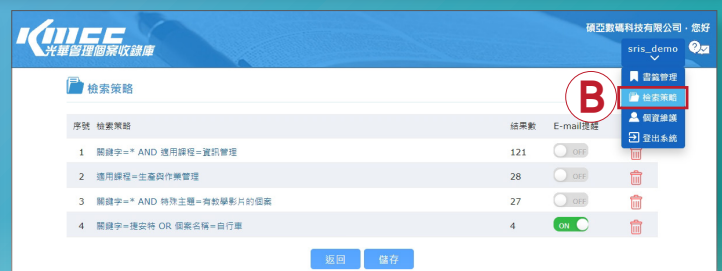 KMCC
光華管理個案收錄庫
碩亞數碼科技有限公司，您好
sris_demo
書籤管理
檢索策略
個資維護
登出系統
B
檢索策略
序號 檢索策略 結果數 E-mail提醒
1 關鍵字=* AND 適用課程=資訊管理 121 OFF
2 適用課程=生產與作業管理 28 OFF
3 關鍵字=* AND 特殊主題=有教學影片的個案 27 OFF
4 關鍵字=捷安特 OR 個案名稱=自行車 4 ON
返回 儲存